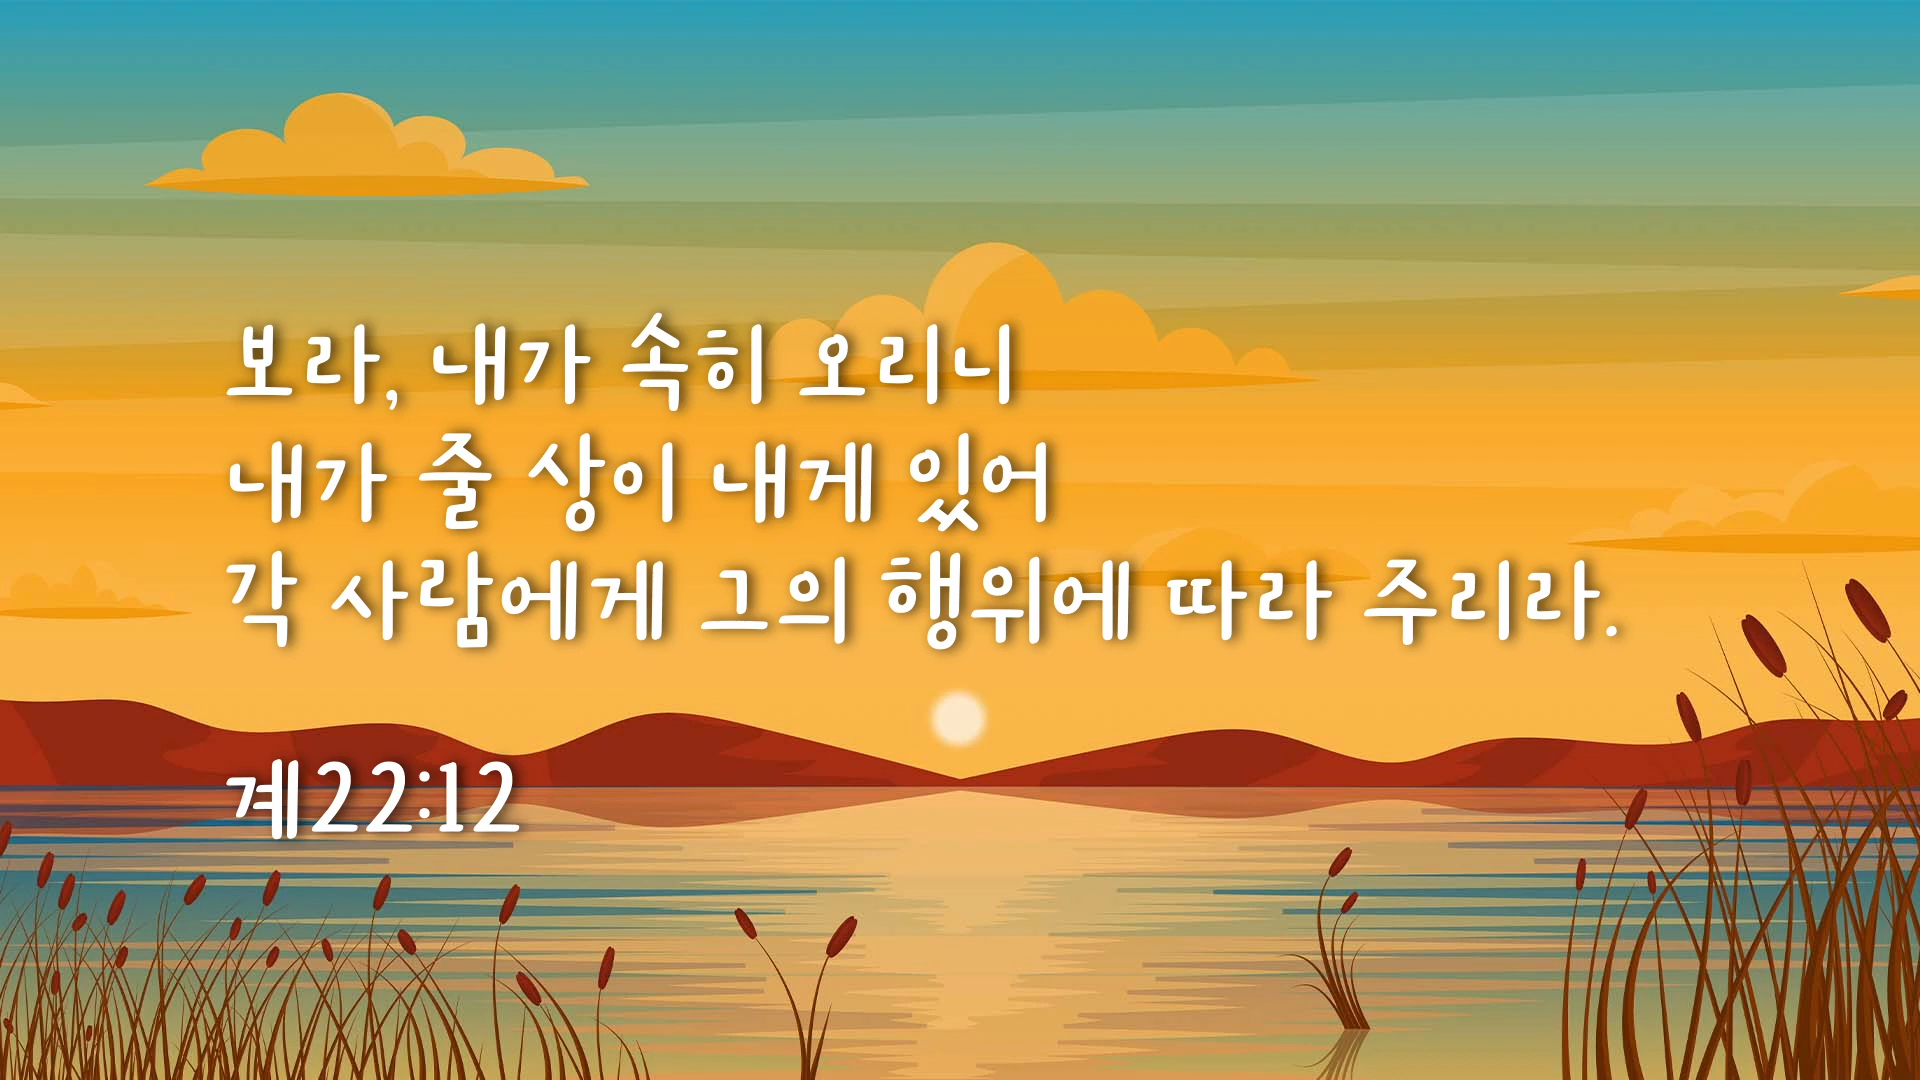 보라, 내가 속히 오리니
내가 줄 상이 내게 있어
각 사람에게 그의 행위에 따라 주리라.
계22:12